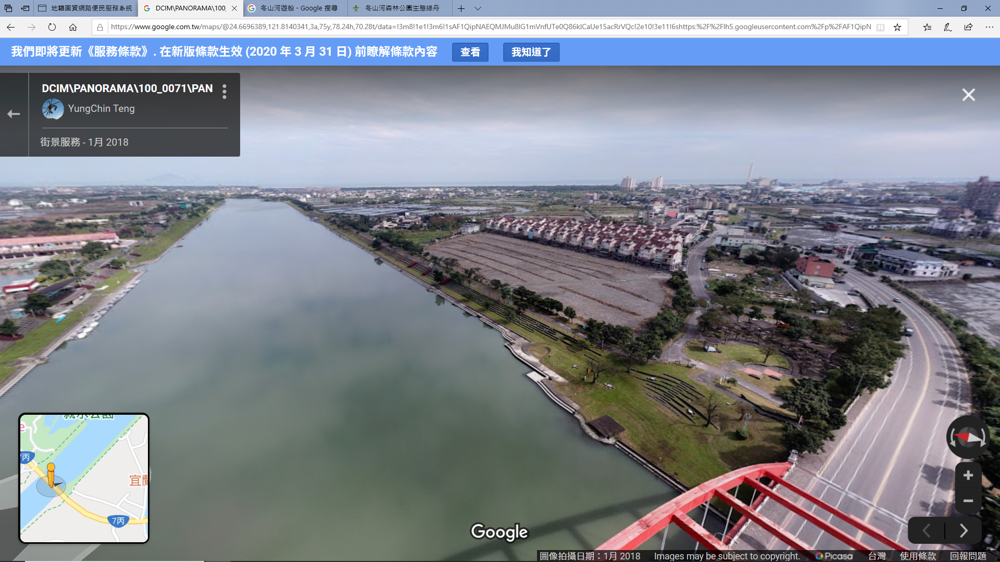 地籍圖資網路便民服務系統
DCIM\PANORAMA\100_
冬山河遊船 - Google 搜尋
冬山河森林公園生態綠舟
https://www.google.com.tw/maps/@24.6696389,121.8140341,3a,75y,78.24h,70.28t/data=!3m8!1e1!3m6!1sAF1QipNAEQMJMu8lG1mVnfUTe0Q86klCaUe15acRrVQc!2e10!3e11!6shttps:%2F%2Flh5.googleusercontent.com%2Fp%2FAF1QipN
我們即將更新《服務條款》. 在新版條款生效 (2020 年 3 月 31 日) 前瞭解條款內容
查看
我知道了
DCIM\PANORAMA\100_0071\PAN
YungChin Teng
街景服務 - 1月 2018
親水公園
e
丙
宜蘭
7丙
Google
圖像拍攝日期：1月 2018
Images may be subject to copyright.
Picasa
台灣
使用條款
回報問題